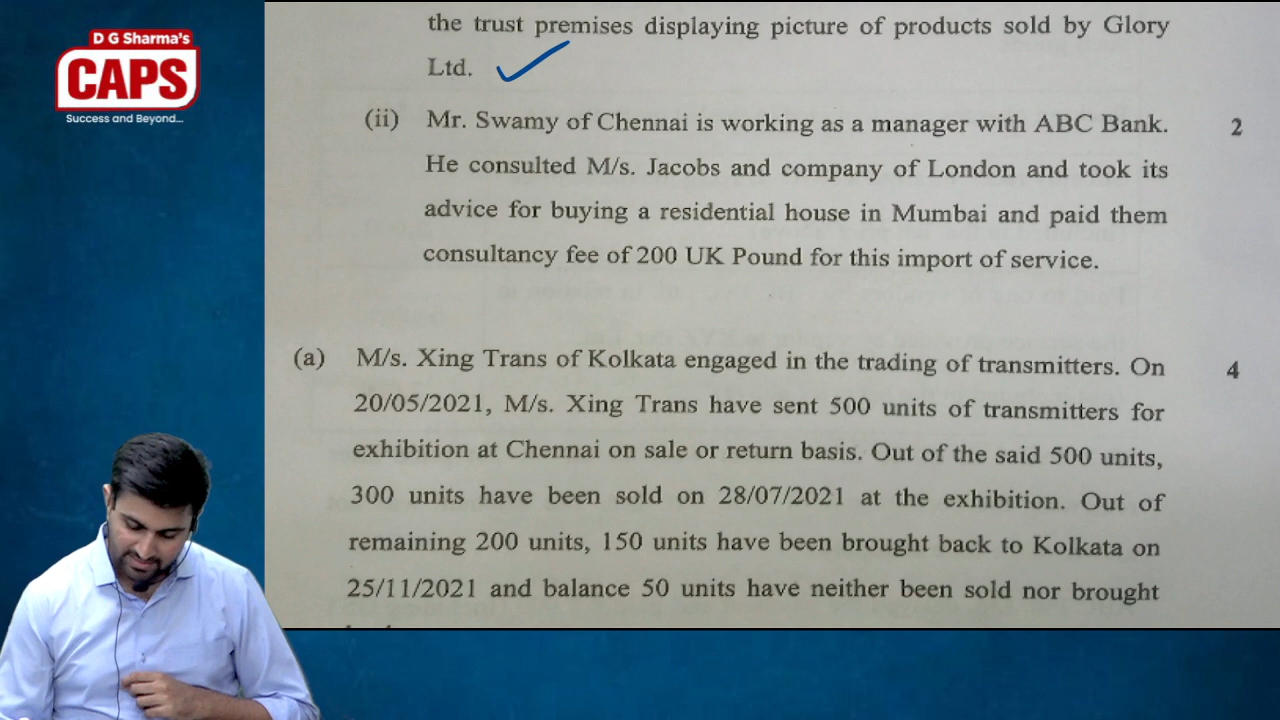 D G Sharma's
CAPS
Success and Beyond...
the trust premises displaying picture of products sold by Glory
Ltd.
(ii) Mr. Swamy of Chennai is working as a manager with ABC Bank. 2
He consulted M/s. Jacobs and company of London and took its
advice for buying a residential house in Mumbai and paid them
consultancy fee of 200 UK Pound for this import of service.
(a) M/s. Xing Trans of Kolkata engaged in the trading of transmitters. On 4
20/05/2021, M/s. Xing Trans have sent 500 units of transmitters for
exhibition at Chennai on sale or return basis. Out of the said 500 units,
300 units have been sold on 28/07/2021 at the exhibition. Out of
remaining 200 units, 150 units have been brought back to Kolkata on
25/11/2021 and balance 50 units have neither been sold nor brought